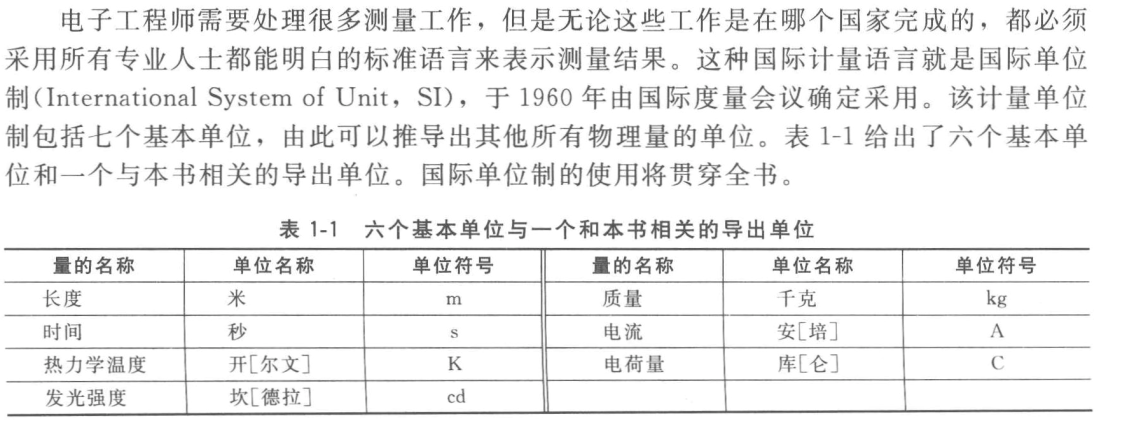 电子工程师需要处理很多测量工作，但是无论这些工作是在哪个国家完成的，都必须
采用所有专业人士都能明白的标准语言来表示测量结果。这种国际计量语言就是国际单位
制(International System of Unit，SI)，于 1960 年由国际度量会议确定采用。该计量单位
制包括七个基本单位，由此可以推导出其他所有物理量的单位。表 1-1 给出了六个基本单
位和一个与本书相关的导出单位。国际单位制的使用将贯穿全书。
表 1-1 六个基本单位与一个和本书相关的导出单位
量的名称 单位名称 单位符号 量的名称 单位名称 单位符号
长度 米 m 质量 千克 kg
时间 秒 s 电流 安[培] A
热力学温度 开[尔文] K 电荷量 库[仑] C
发光强度 坎[德拉] cd